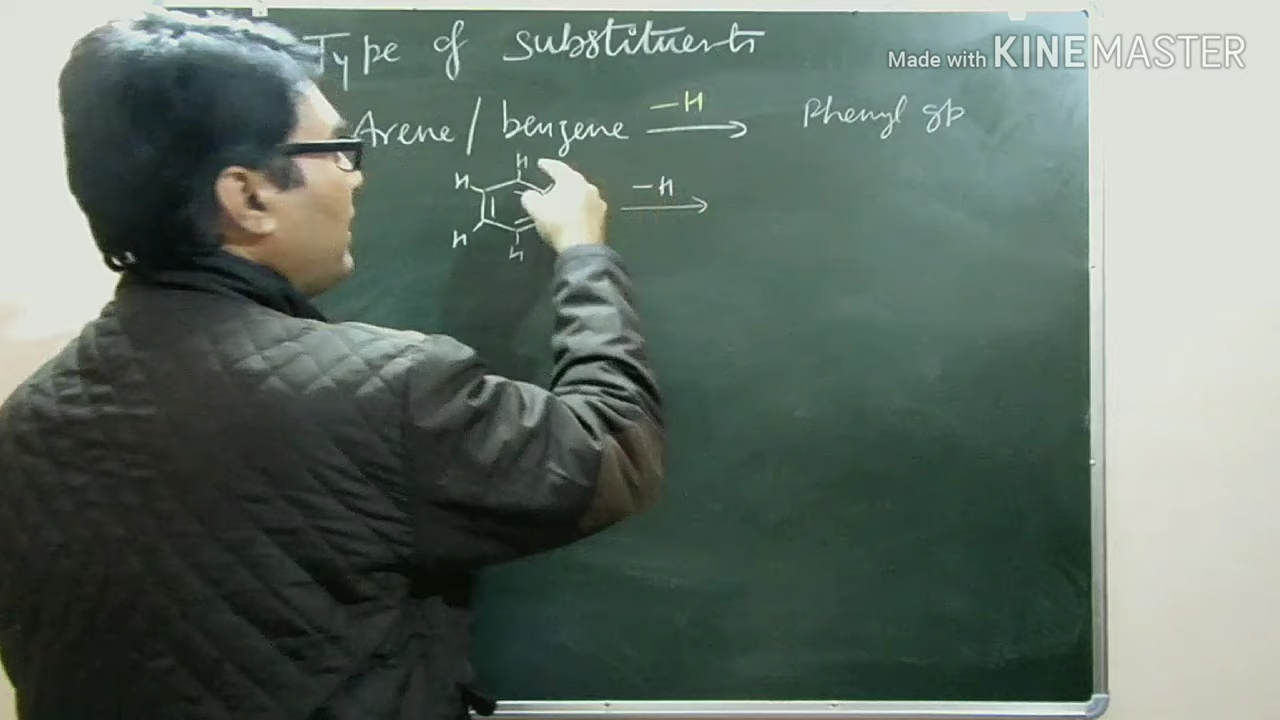 Type of substituents
Made with KINEMASTER
Arene / benzene —H Phenyl gp
H
H
—H
H
H